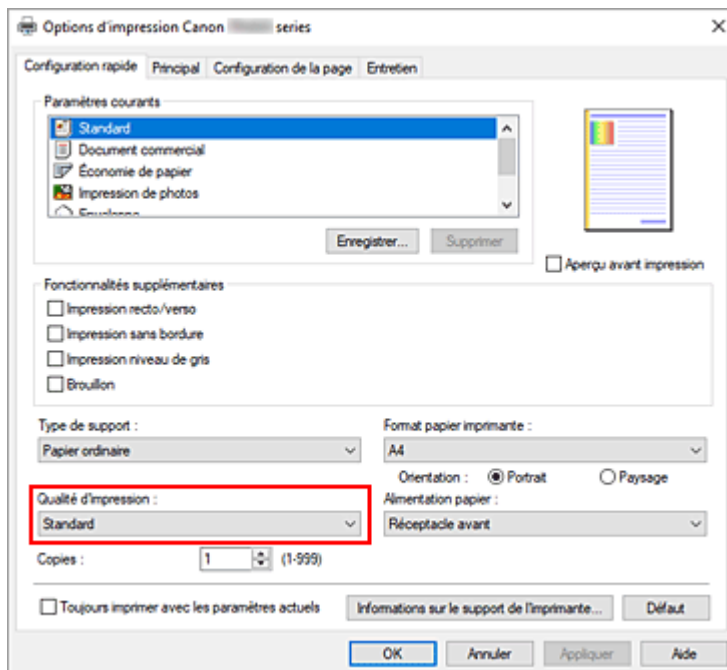 Options d'impression Canon series
Configuration rapide Principal Configuration de la page Entretien
Paramètres courants
Standard
Document commercial
Économie de papier
Impression de photos
Enregistrer... Supprimer
Aperçu avant impression
Fonctionnalités supplémentaires
Impression recto/verso
Impression sans bordure
Impression niveau de gris
Brouillon
Type de support :
Papier ordinaire
Format papier imprimante :
A4
Orientation : Portrait Paysage
Qualité d'impression :
Standard
Alimentation papier :
Réceptacle avant
Copies : 1 (1-999)
Toujours imprimer avec les paramètres actuels
Informations sur le support de l'imprimante... Défaut
OK Annuler Appliquer Aide